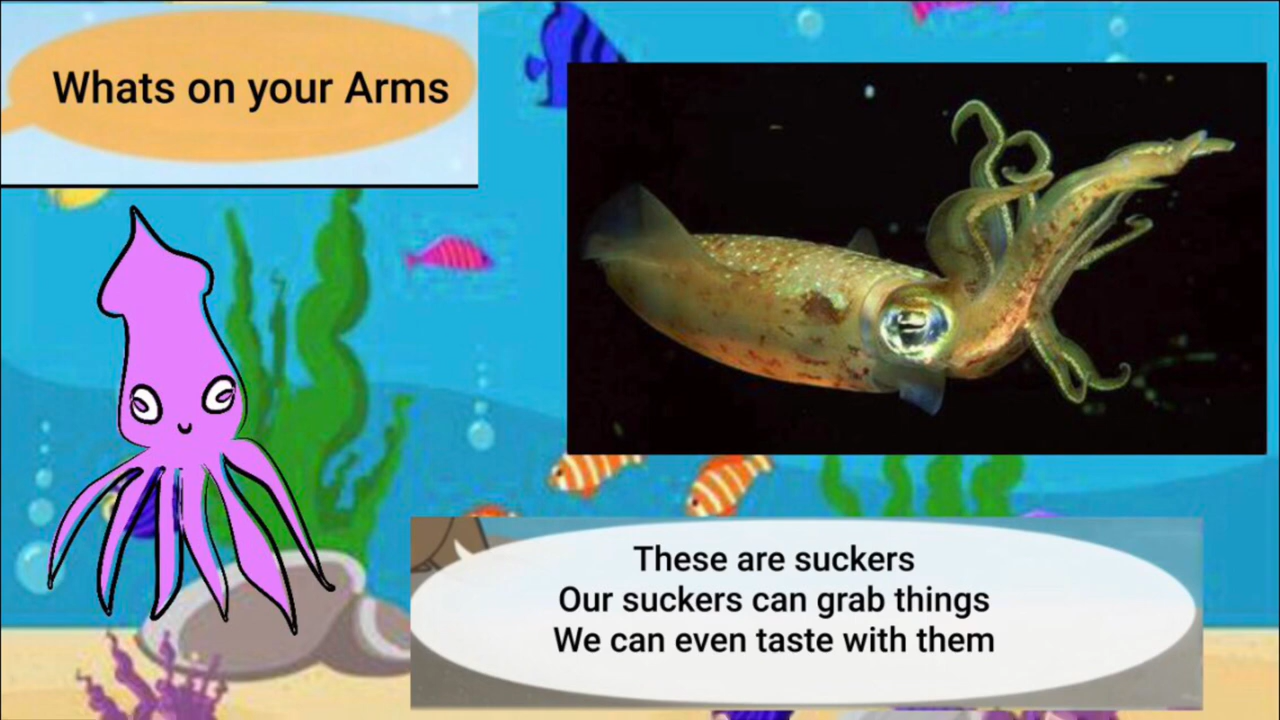 Whats on your Arms
These are suckers
Our suckers can grab things
We can even taste with them